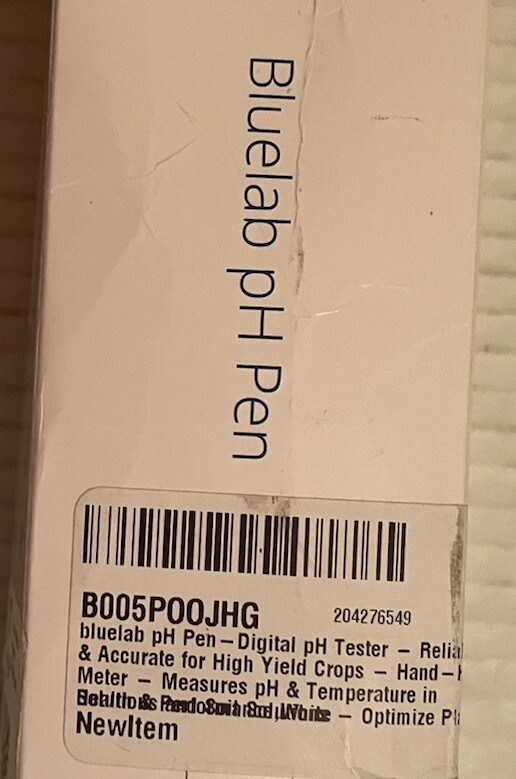 Bluelab pH Pen
B005POOJHG 204276549
bluelab pH Pen – Digital pH Tester – Relia
& Accurate for High Yield Crops – Hand-H
Meter – Measures pH & Temperature in
– Optimize Pl
NewItem